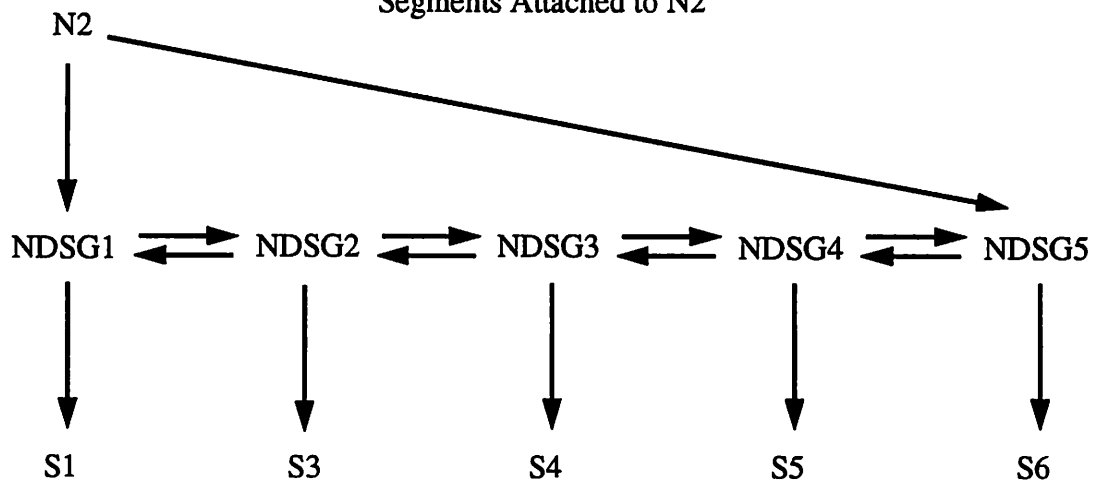 Segments Attached to N2
N2
NDSG1 NDSG2 NDSG3 NDSG4 NDSG5
S1 S3 S4 S5 S6